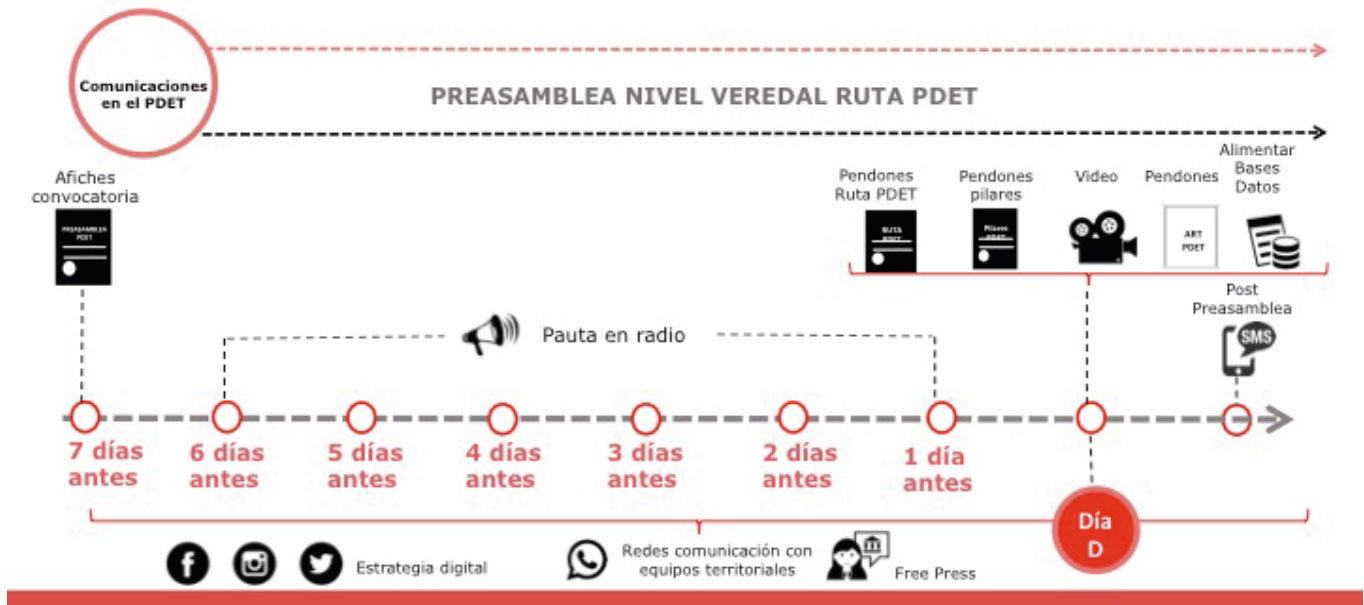 Comunicaciones
en el PDET
PREASAMBLEA NIVEL VEREDAL RUTA PDET
Afiches
convocatoria
PREASAMBLEA
PDET
Pendones
Ruta PDET
RUTA
PDET
Pendones
pilares
Pilares
PDET
Video
Pendones
ART
PDET
Alimentar
Bases
Datos
Post
Preasamblea
SMS
Pauta en radio
7 días
antes
6 días
antes
5 días
antes
4 días
antes
3 días
antes
2 días
antes
1 día
antes
Día
D
Estrategia digital
Redes comunicación con
equipos territoriales
Free Press